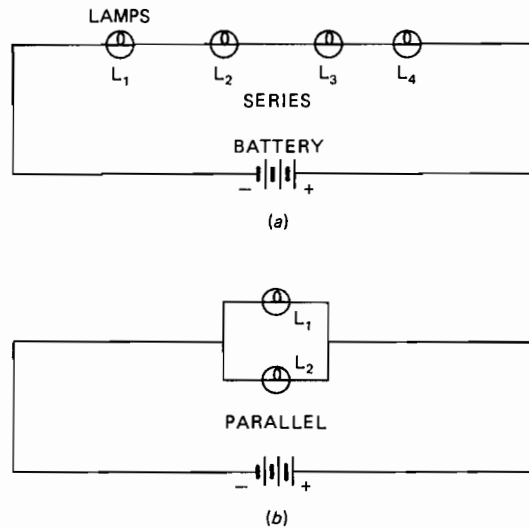 LAMPS
L₁ L₂ L₃ L₄
SERIES
BATTERY
− +
(a)
L₁
L₂
PARALLEL
− +
(b)